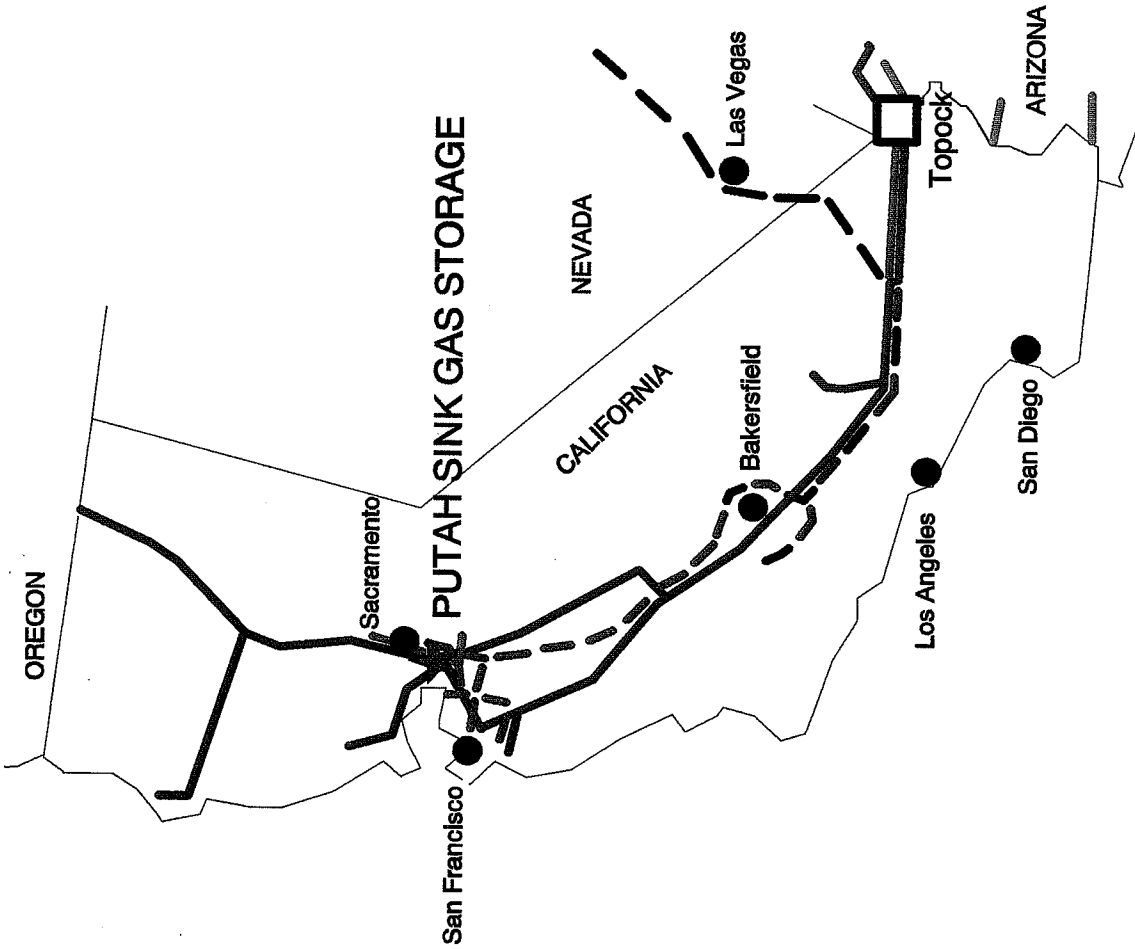 OREGON
Sacramento
PUTAH SINK GAS STORAGE
San Francisco
NEVADA
CALIFORNIA
Las Vegas
Bakersfield
Topock
ARIZONA
Los Angeles
San Diego